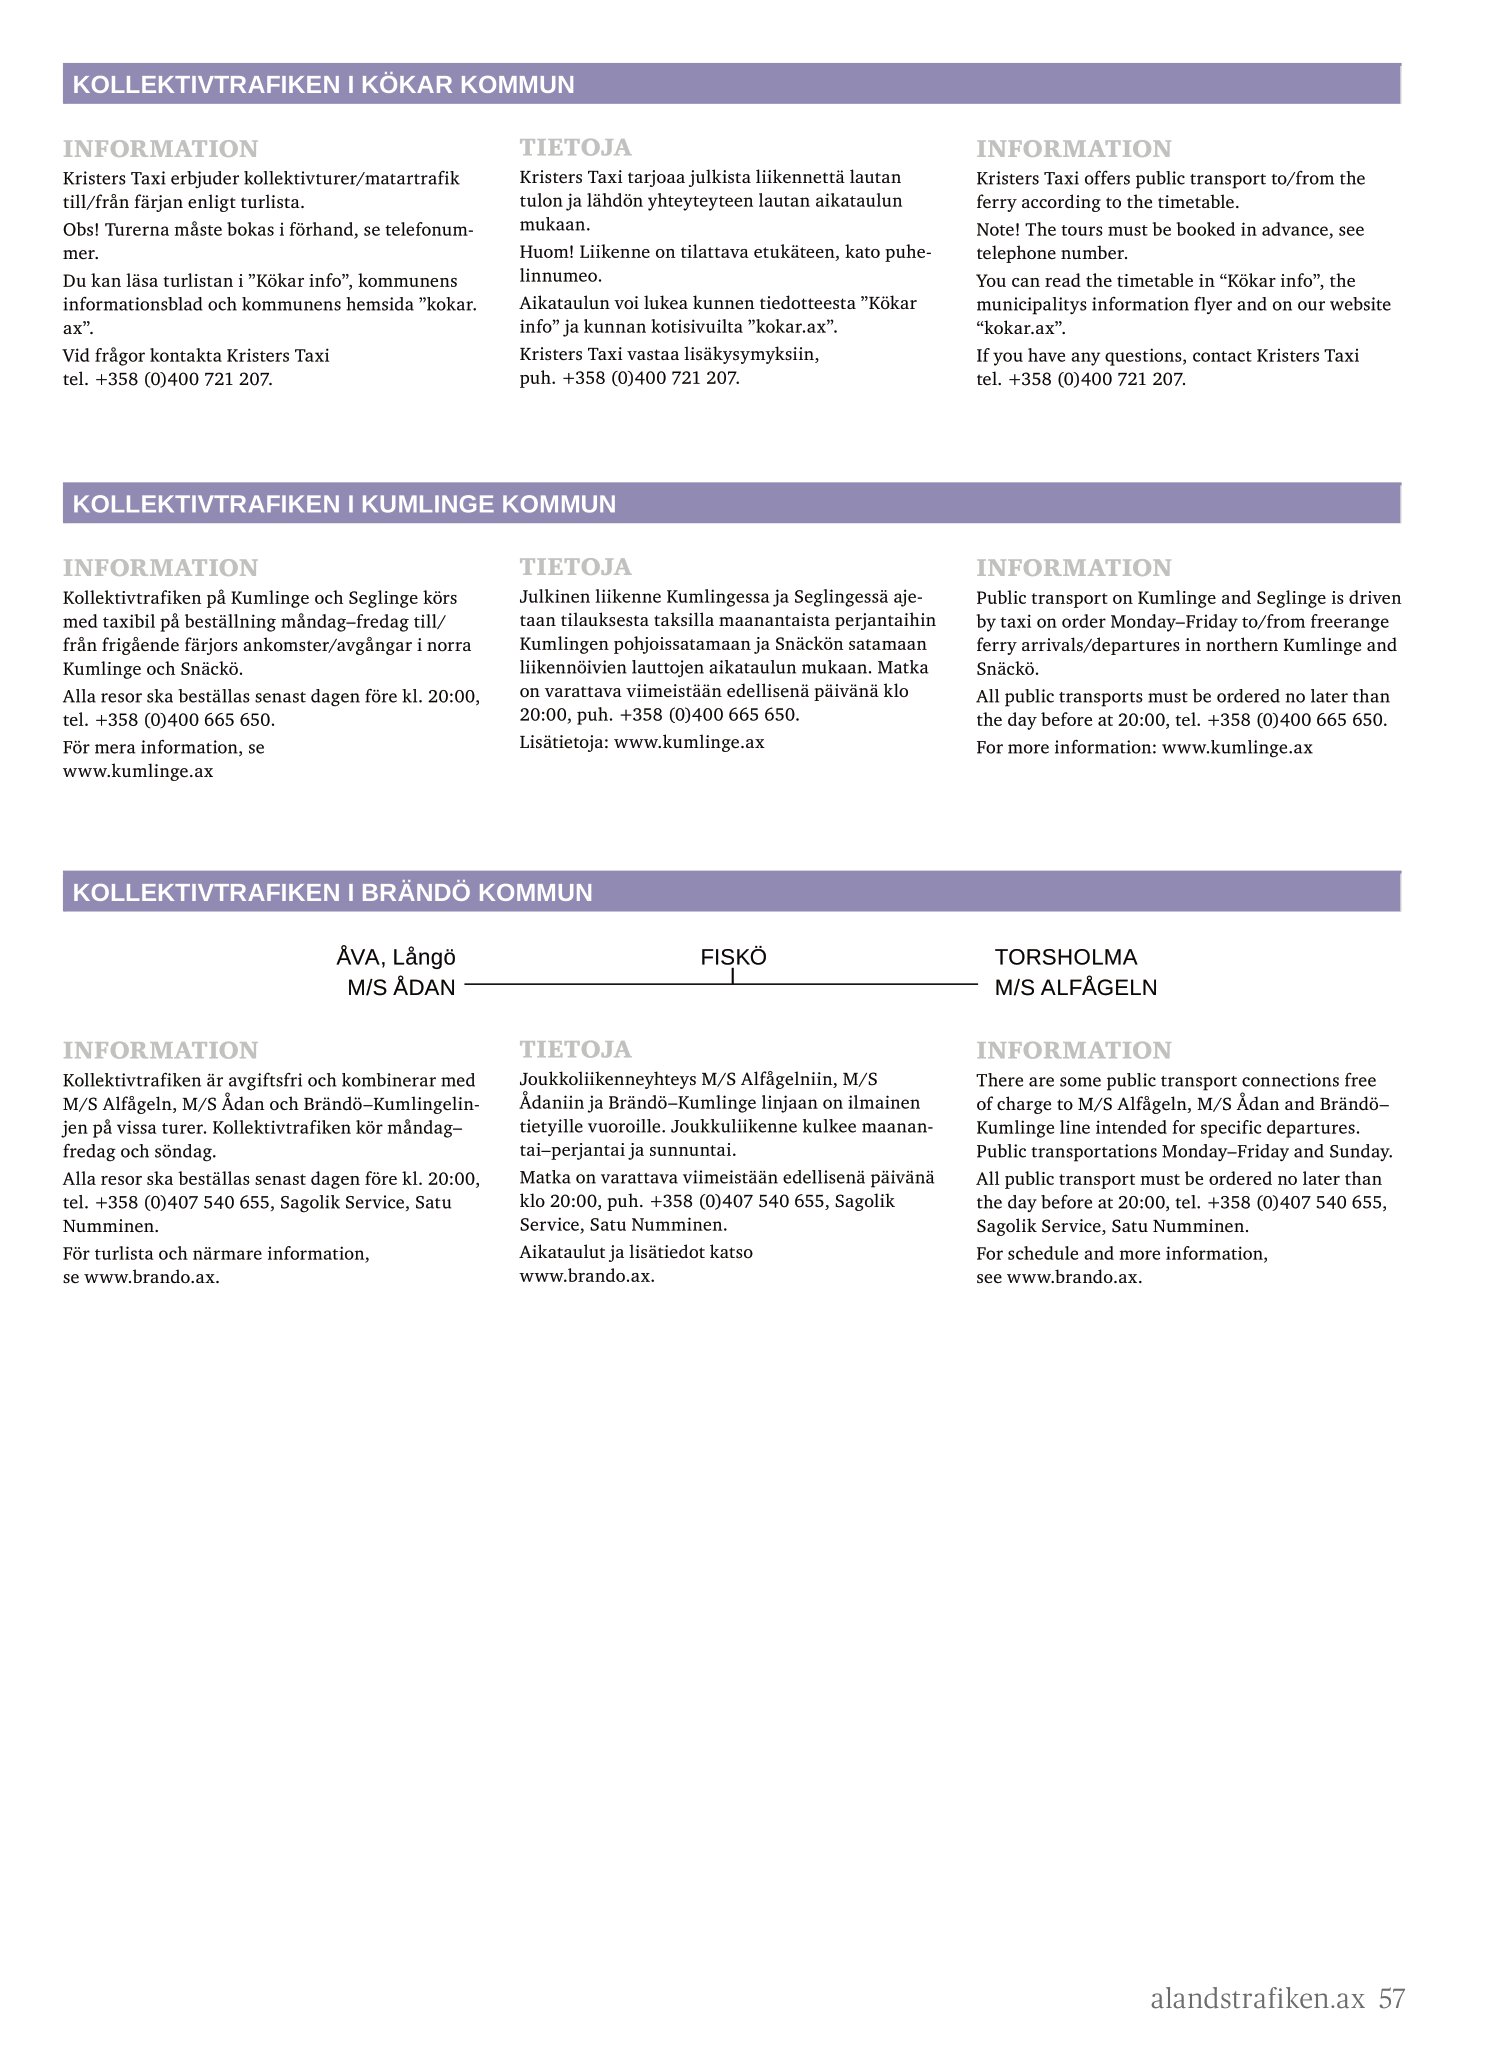 KOLLEKTIVTRAFIKEN I KÖKAR KOMMUN
INFORMATION
Kristers Taxi erbjuder kollektivturer/matartrafik
till/från färjan enligt turlista.
Obs! Turerna måste bokas i förhand, se telefonum-
mer.
Du kan läsa turlistan i ”Kökar info”, kommunens
informationsblad och kommunens hemsida ”kokar.
ax”.
Vid frågor kontakta Kristers Taxi
tel. +358 (0)400 721 207.
TIETOJA
Kristers Taxi tarjoaa julkista liikennettä lautan
tulon ja lähdön yhteyteyteen lautan aikataulun
mukaan.
Huom! Liikenne on tilattava etukäteen, kato puhe-
linnumeo.
Aikataulun voi lukea kunnen tiedotteesta ”Kökar
info” ja kunnan kotisivuilta ”kokar.ax”.
Kristers Taxi vastaa lisäkysymyksiin,
puh. +358 (0)400 721 207.
INFORMATION
Kristers Taxi offers public transport to/from the
ferry according to the timetable.
Note! The tours must be booked in advance, see
telephone number.
You can read the timetable in “Kökar info”, the
municipalitys information flyer and on our website
“kokar.ax”.
If you have any questions, contact Kristers Taxi
tel. +358 (0)400 721 207.
KOLLEKTIVTRAFIKEN I KUMLINGE KOMMUN
INFORMATION
Kollektivtrafiken på Kumlinge och Seglinge körs
med taxibil på beställning måndag–fredag till/
från frigående färjors ankomster/avgångar i norra
Kumlinge och Snäckö.
Alla resor ska beställas senast dagen före kl. 20:00,
tel. +358 (0)400 665 650.
För mera information, se
www.kumlinge.ax
TIETOJA
Julkinen liikenne Kumlingessa ja Seglingessä aje-
taan tilauksesta taksilla maanantaista perjantaihin
Kumlingen pohjoissatamaan ja Snäckön satamaan
liikennöivien lauttojen aikataulun mukaan. Matka
on varattava viimeistään edellisenä päivänä klo
20:00, puh. +358 (0)400 665 650.
Lisätietoja: www.kumlinge.ax
INFORMATION
Public transport on Kumlinge and Seglinge is driven
by taxi on order Monday–Friday to/from freerange
ferry arrivals/departures in northern Kumlinge and
Snäckö.
All public transports must be ordered no later than
the day before at 20:00, tel. +358 (0)400 665 650.
For more information: www.kumlinge.ax
KOLLEKTIVTRAFIKEN I BRÄNDÖ KOMMUN
ÅVA, Långö FISKÖ TORSHOLMA
M/S ÅDAN M/S ALFÅGELN
INFORMATION
Kollektivtrafiken är avgiftsfri och kombinerar med
M/S Alfågeln, M/S Ådan och Brändö–Kumlingelin-
jen på vissa turer. Kollektivtrafiken kör måndag–
fredag och söndag.
Alla resor ska beställas senast dagen före kl. 20:00,
tel. +358 (0)407 540 655, Sagolik Service, Satu
Numminen.
För turlista och närmare information,
se www.brando.ax.
TIETOJA
Joukkoliikenneyhteys M/S Alfågelniin, M/S
Ådaniin ja Brändö–Kumlinge linjaan on ilmainen
tietyille vuoroille. Joukkuliikenne kulkee maanan-
tai–perjantai ja sunnuntai.
Matka on varattava viimeistään edellisenä päivänä
klo 20:00, puh. +358 (0)407 540 655, Sagolik
Service, Satu Numminen.
Aikataulut ja lisätiedot katso
www.brando.ax.
INFORMATION
There are some public transport connections free
of charge to M/S Alfågeln, M/S Ådan and Brändö–
Kumlinge line intended for specific departures.
Public transportations Monday–Friday and Sunday.
All public transport must be ordered no later than
the day before at 20:00, tel. +358 (0)407 540 655,
Sagolik Service, Satu Numminen.
For schedule and more information,
see www.brando.ax.
alandstrafiken.ax 57